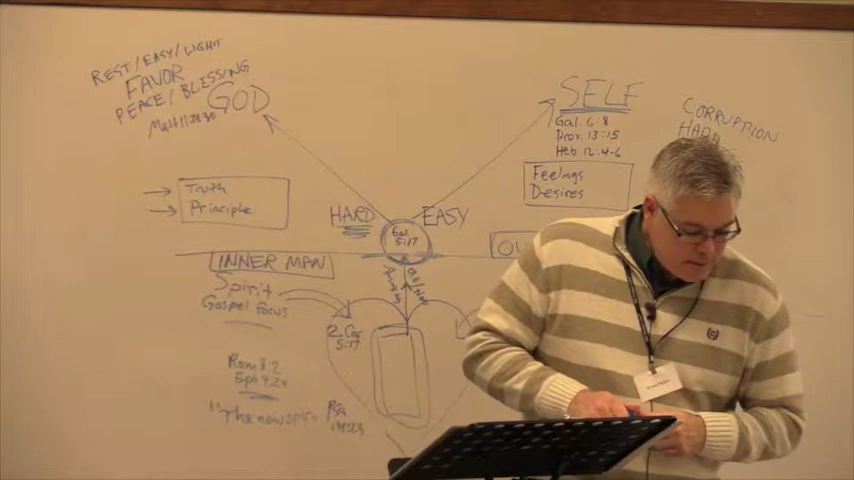 REST/EASY/LIGHT
FAVOR
PEACE/BLESSING
GOD
Matt 11:28-30
SELF
Gal. 6:8
Prov. 13:15
Heb 12:4-6
CORRUPTION
HARD
Feelings
Desires
Truth
Principle
HARD
EASY
Gal
5:17
INNER MAN
OU
Spirit
Gospel Focus
2 Cor
5:17
Rom 8:2
Eph 4:24
"The new
Psa